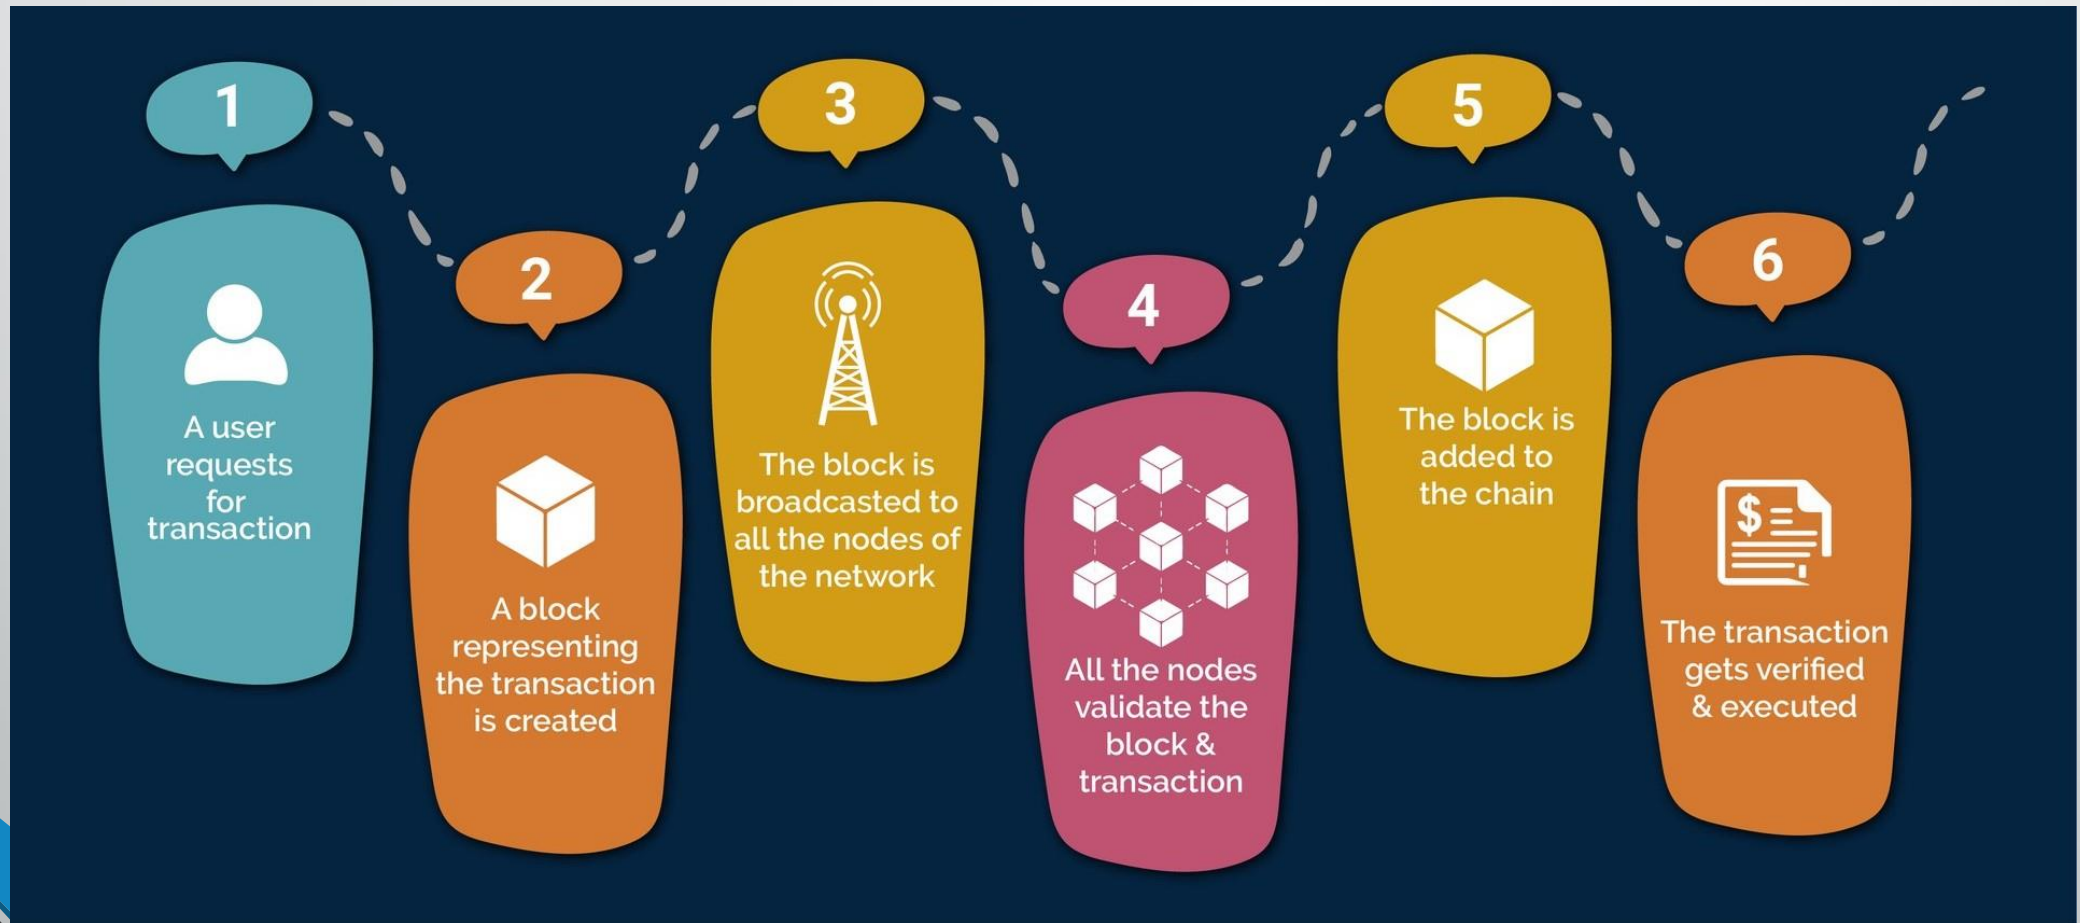 1
A user
requests
for
transaction
2
A block
representing
the transaction
is created
3
The block is
broadcasted to
all the nodes of
the network
4
All the nodes
validate the
block &
transaction
5
The block is
added to
the chain
6
$
The transaction
gets verified
& executed